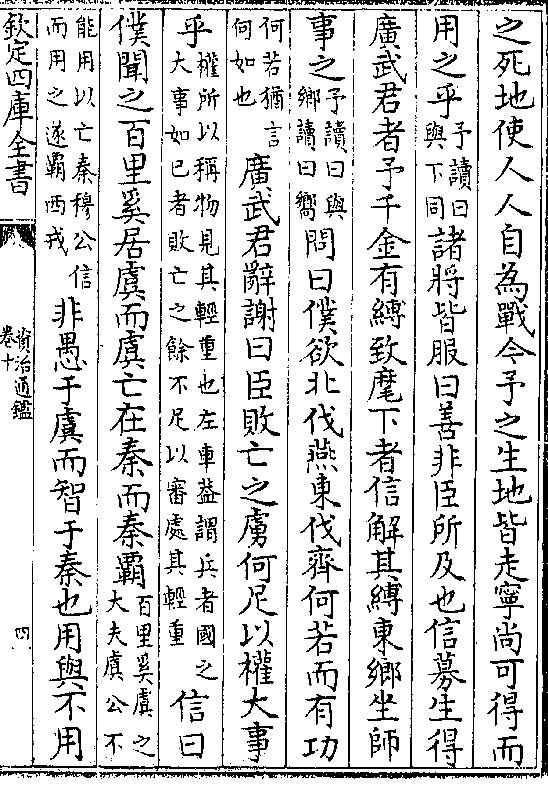 之死地使人人自為戰今予之生地皆走寧尚可得而
用之乎予讀曰與下同諸將皆服曰善非臣所及也信募生得
廣武君者予千金有縛致麾下者信解其縛東鄉坐師
事之予讀曰與鄉讀曰嚮問曰僕欲北伐燕東伐齊何若而有功
何若猶言何如也廣武君辭謝曰臣敗亡之虜何足以權大事
乎權所以稱物見其輕重也左車益謂兵者國之大事如已者敗亡之餘不足以審處其輕重信曰
僕聞之百里奚居虞而虞亡在秦而秦霸百里奚虞之大夫虞公不
能用以亡秦穆公信而用之遂霸西戎非愚于虞而智于秦也用與不用
欽定四庫全書
資治通鑑
卷十
四